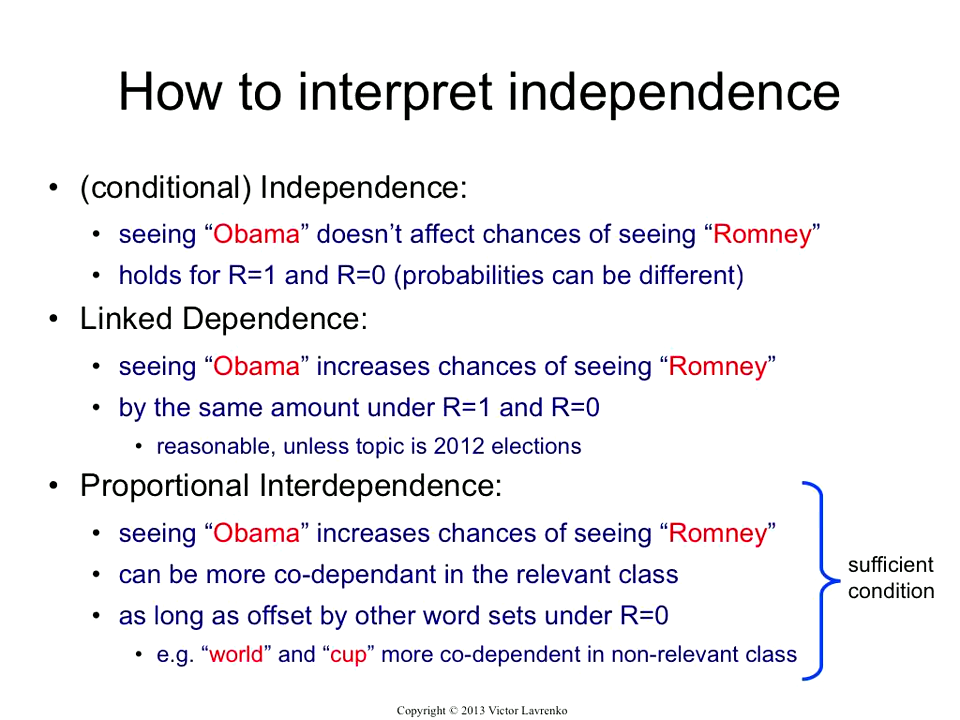 How to interpret independence
• (conditional) Independence:
• seeing “Obama” doesn’t affect chances of seeing “Romney”
• holds for R=1 and R=0 (probabilities can be different)
• Linked Dependence:
• seeing “Obama” increases chances of seeing “Romney”
• by the same amount under R=1 and R=0
• reasonable, unless topic is 2012 elections
• Proportional Interdependence:
• seeing “Obama” increases chances of seeing “Romney”
• can be more co-dependant in the relevant class
• as long as offset by other word sets under R=0
• e.g. “world” and “cup” more co-dependent in non-relevant class
sufficient
condition
Copyright © 2013 Victor Lavrenko